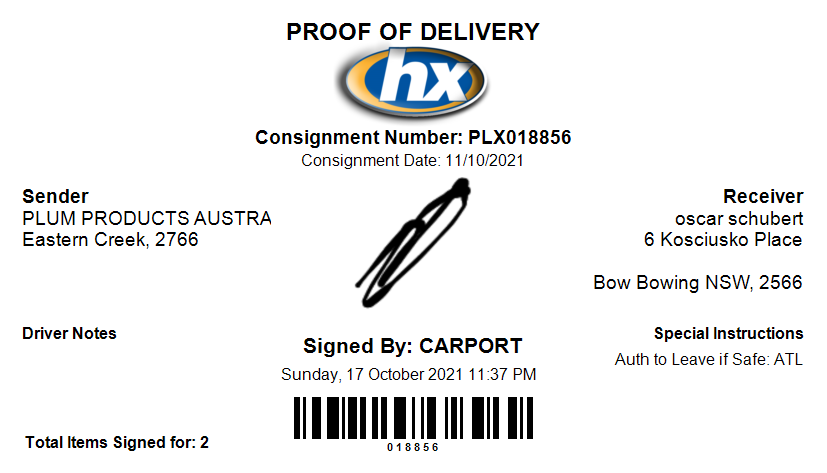 PROOF OF DELIVERY
hx
Consignment Number: PLX018856
Consignment Date: 11/10/2021
Sender
PLUM PRODUCTS AUSTRA
Eastern Creek, 2766
Receiver
oscar schubert
6 Kosciusko Place
Bow Bowing NSW, 2566
Driver Notes
Signed By: CARPORT
Sunday, 17 October 2021 11:37 PM
Special Instructions
Auth to Leave if Safe: ATL
018856
Total Items Signed for: 2